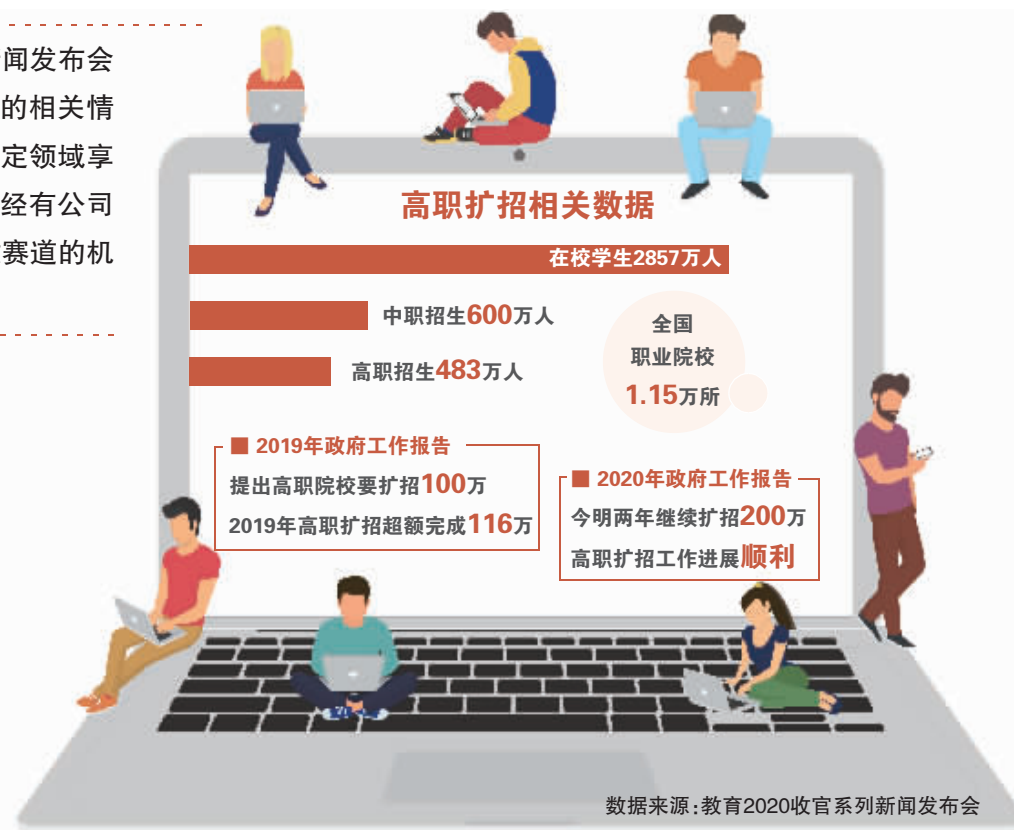 闻发布会
的相关情
定领域享
经有公司
赛道的机
高职扩招相关数据
在校学生2857万人
中职招生600万人
高职招生483万人
全国
职业院校
1.15万所
■ 2019年政府工作报告
提出高职院校要扩招100万
2019年高职扩招超额完成116万
■ 2020年政府工作报告
今明两年继续扩招200万
高职扩招工作进展顺利
数据来源:教育2020收官系列新闻发布会